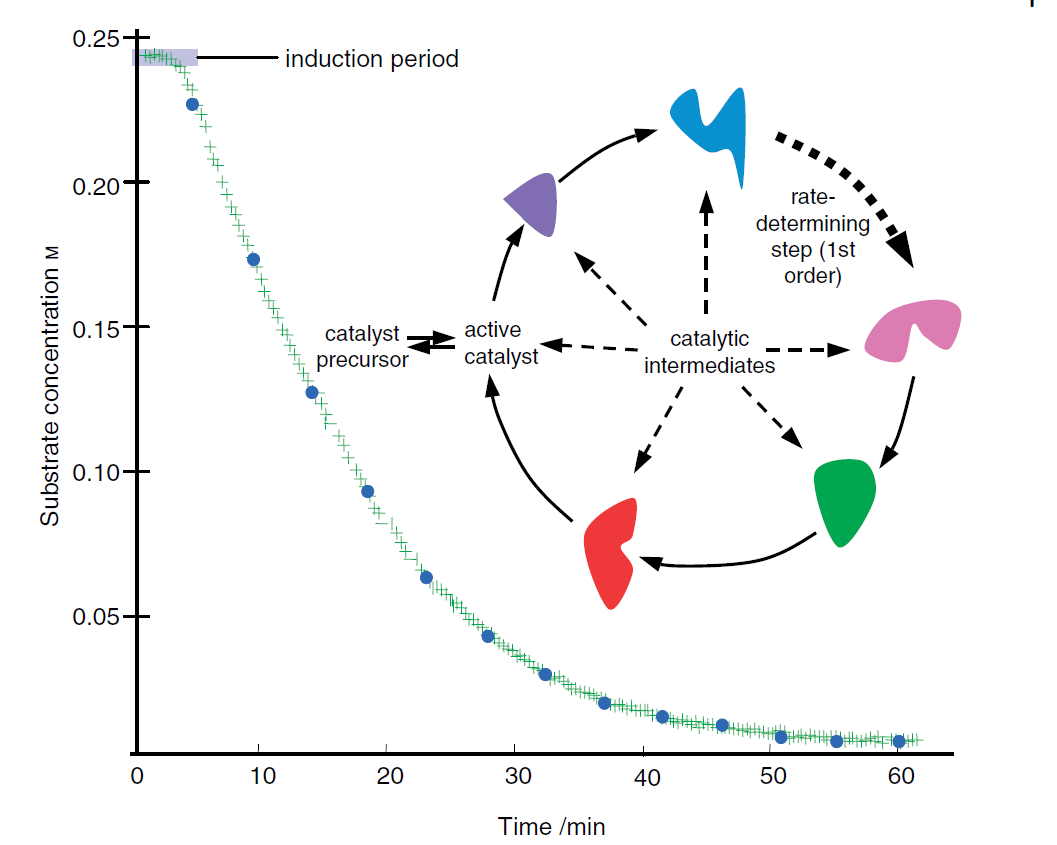 0.25
induction period
0.20
rate-
determining
step (1st
order)
Substrate concentration M
0.15
catalyst
precursor
active
catalyst
catalytic
intermediates
0.10
0.05
0
10
20
30
40
50
60
Time /min